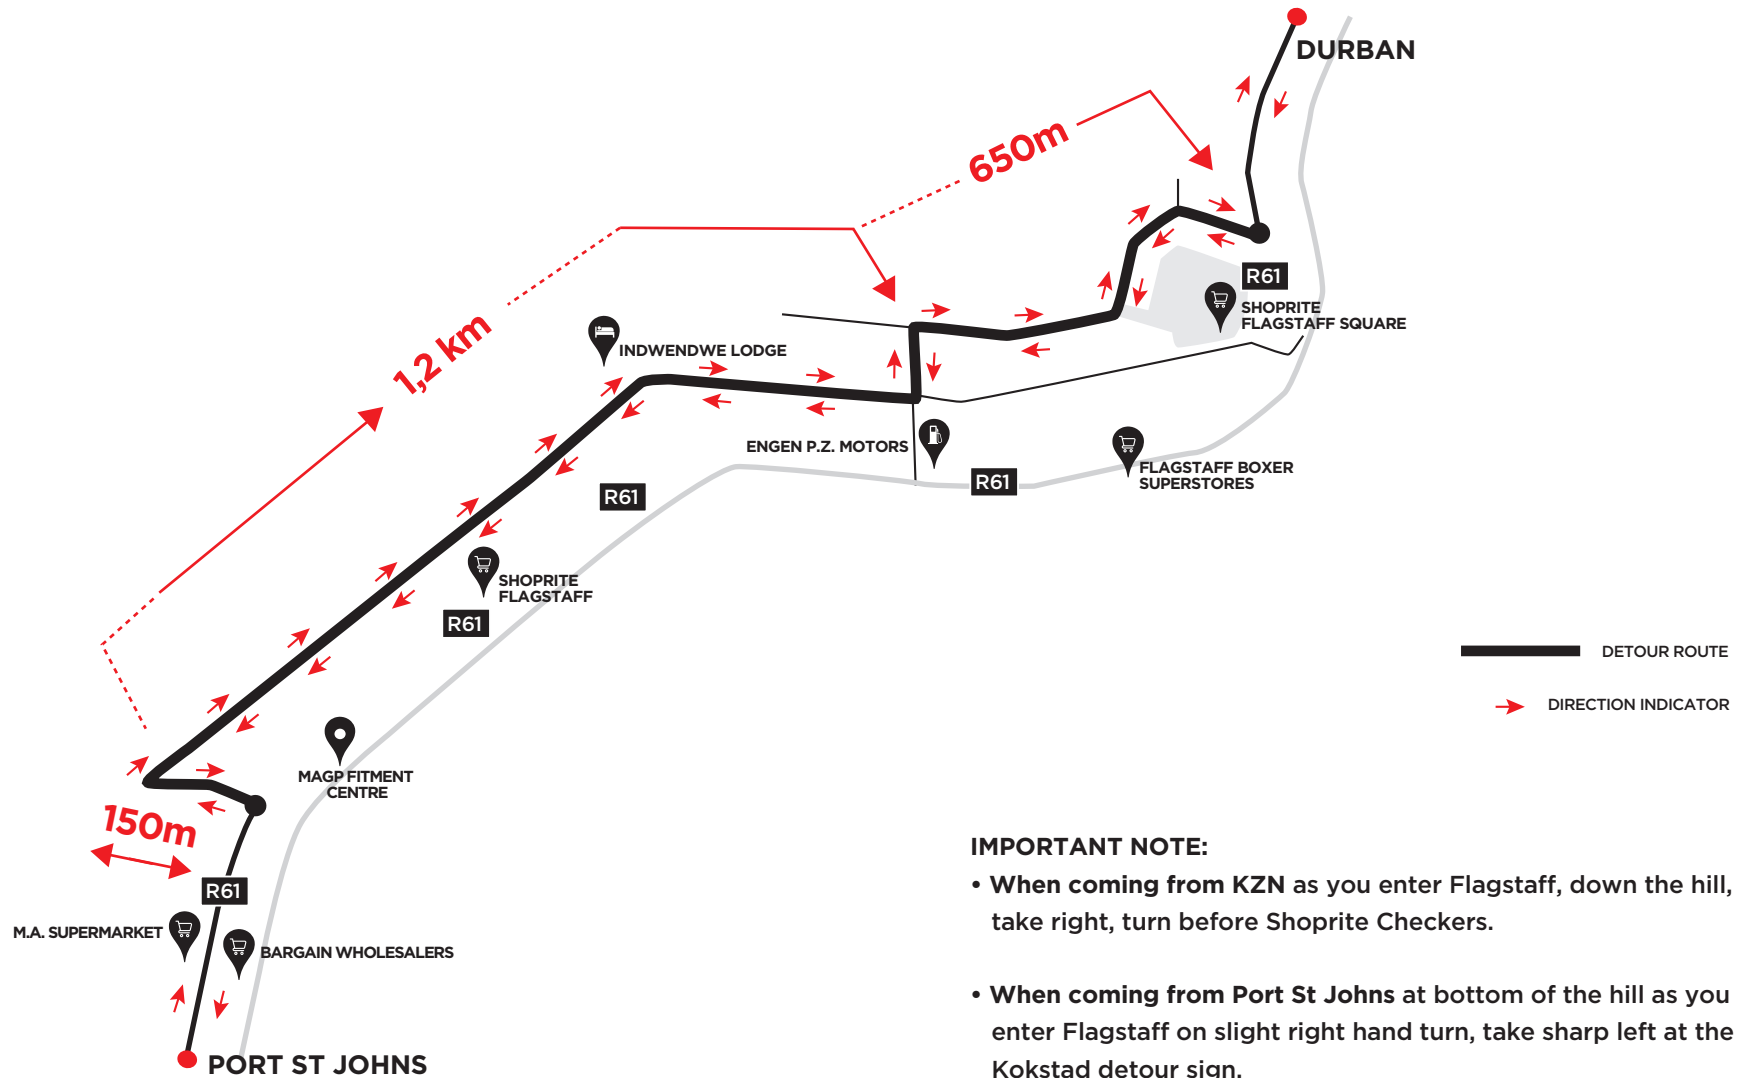 DURBAN
650m
R61
SHOPRITE
FLAGSTAFF SQUARE
1,2 km
INDWENDWE LODGE
ENGEN P.Z. MOTORS
FLAGSTAFF BOXER
SUPERSTORES
R61
R61
SHOPRITE
FLAGSTAFF
R61
DETOUR ROUTE
DIRECTION INDICATOR
MAGP FITMENT
CENTRE
150m
R61
M.A. SUPERMARKET
BARGAIN WHOLESALERS
PORT ST JOHNS
IMPORTANT NOTE:
• When coming from KZN as you enter Flagstaff, down the hill,
take right, turn before Shoprite Checkers.
• When coming from Port St Johns at bottom of the hill as you
enter Flagstaff on slight right hand turn, take sharp left at the
Kokstad detour sign.